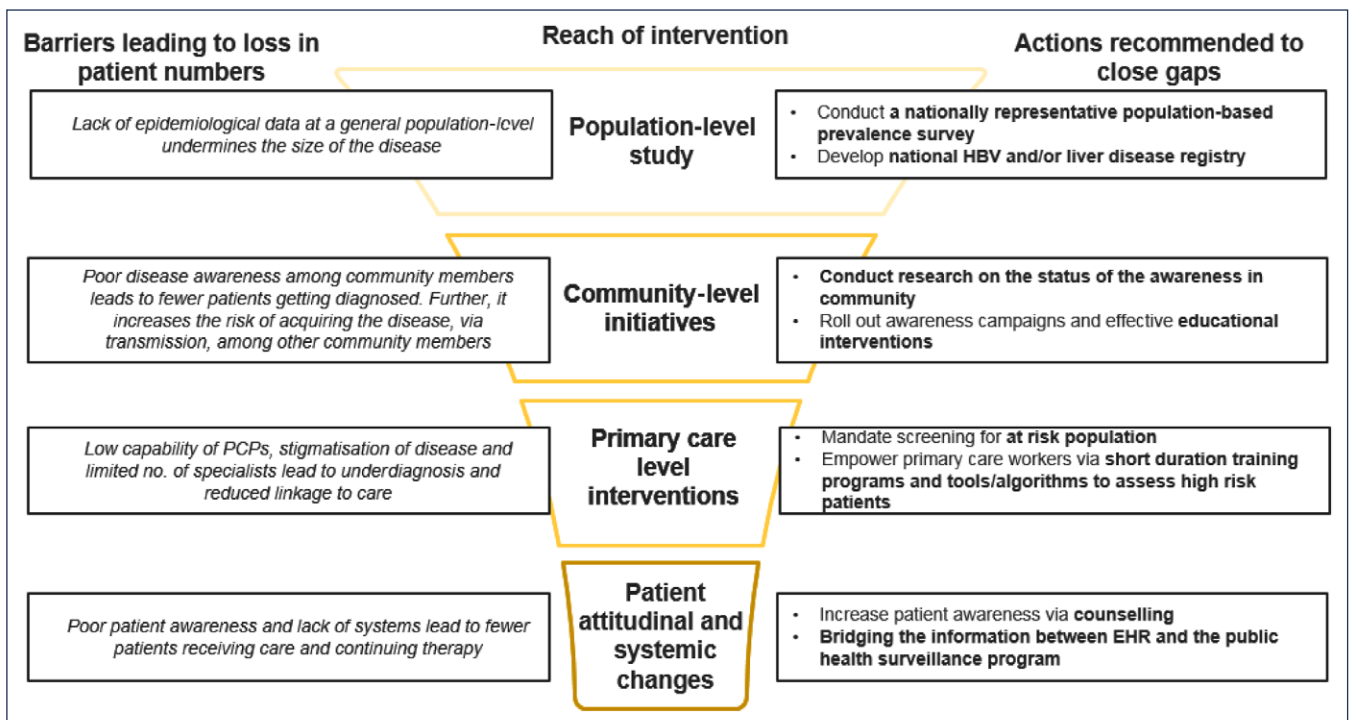 Barriers leading to loss in
patient numbers
Reach of intervention
Actions recommended to
close gaps
Lack of epidemiological data at a general population-level
undermines the size of the disease
Population-level
study
• Conduct a nationally representative population-based
prevalence survey
• Develop national HBV and/or liver disease registry
Poor disease awareness among community members
leads to fewer patients getting diagnosed. Further, it
increases the risk of acquiring the disease, via
transmission, among other community members
Community-level
initiatives
• Conduct research on the status of the awareness in
community
• Roll out awareness campaigns and effective educational
interventions
Low capability of PCPs, stigmatisation of disease and
limited no. of specialists lead to underdiagnosis and
reduced linkage to care
Primary care
level
interventions
• Mandate screening for at risk population
• Empower primary care workers via short duration training
programs and tools/algorithms to assess high risk
patients
Poor patient awareness and lack of systems lead to fewer
patients receiving care and continuing therapy
Patient
attitudinal and
systemic
changes
• Increase patient awareness via counselling
• Bridging the information between EHR and the public
health surveillance program